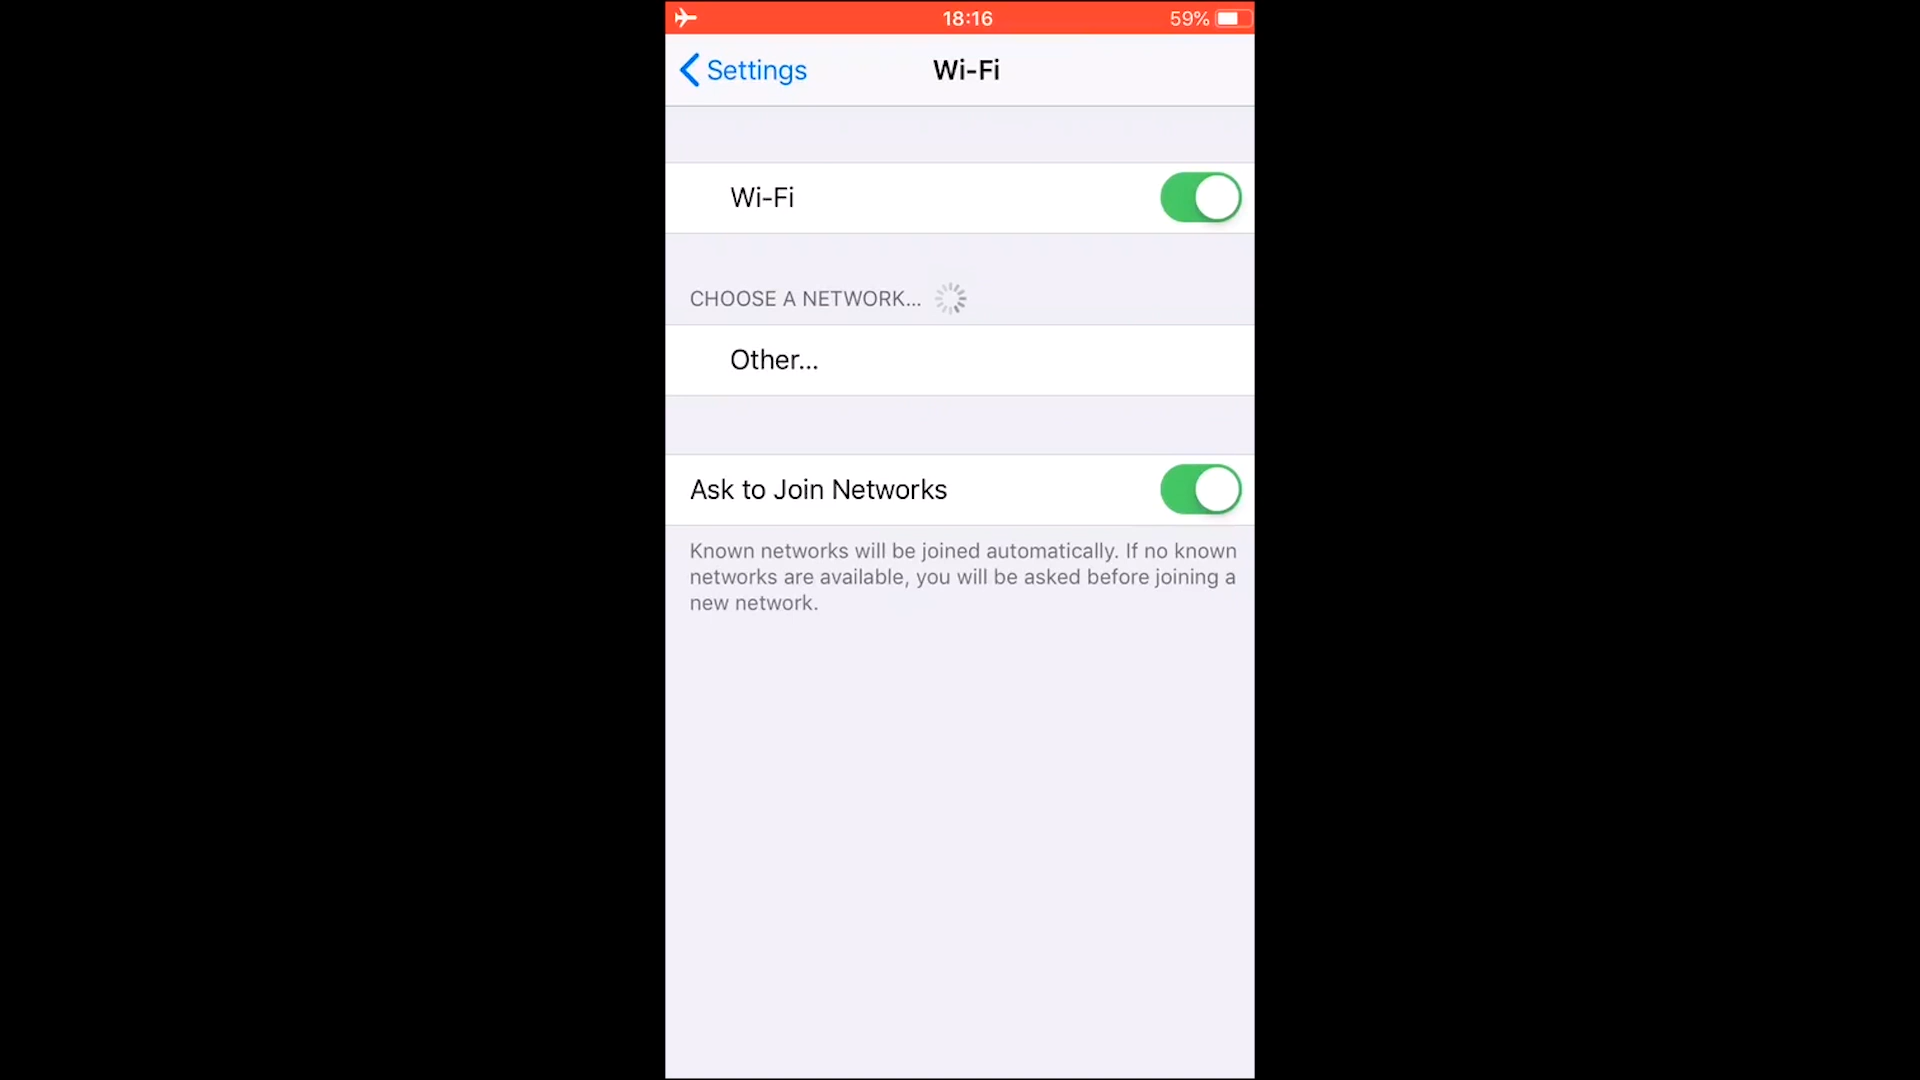 18:16
59%
Settings
Wi-Fi
Wi-Fi
CHOOSE A NETWORK...
Other...
Ask to Join Networks
Known networks will be joined automatically. If no known
networks are available, you will be asked before joining a
new network.